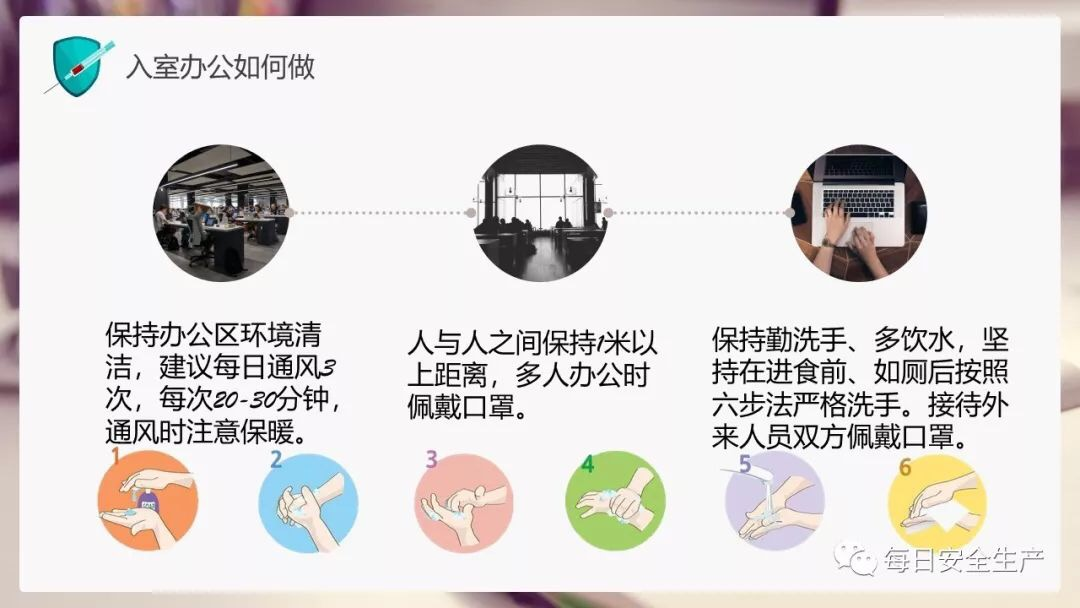 入室办公如何做
保持办公区环境清
洁，建议每日通风3
次，每次20-30分钟，
通风时注意保暖。
人与人之间保持1米以
上距离，多人办公时
佩戴口罩。
保持勤洗手、多饮水，坚
持在进食前、如厕后按照
六步法严格洗手。接待外
来人员双方佩戴口罩。
1
2
3
4
5
6
每日安全生产